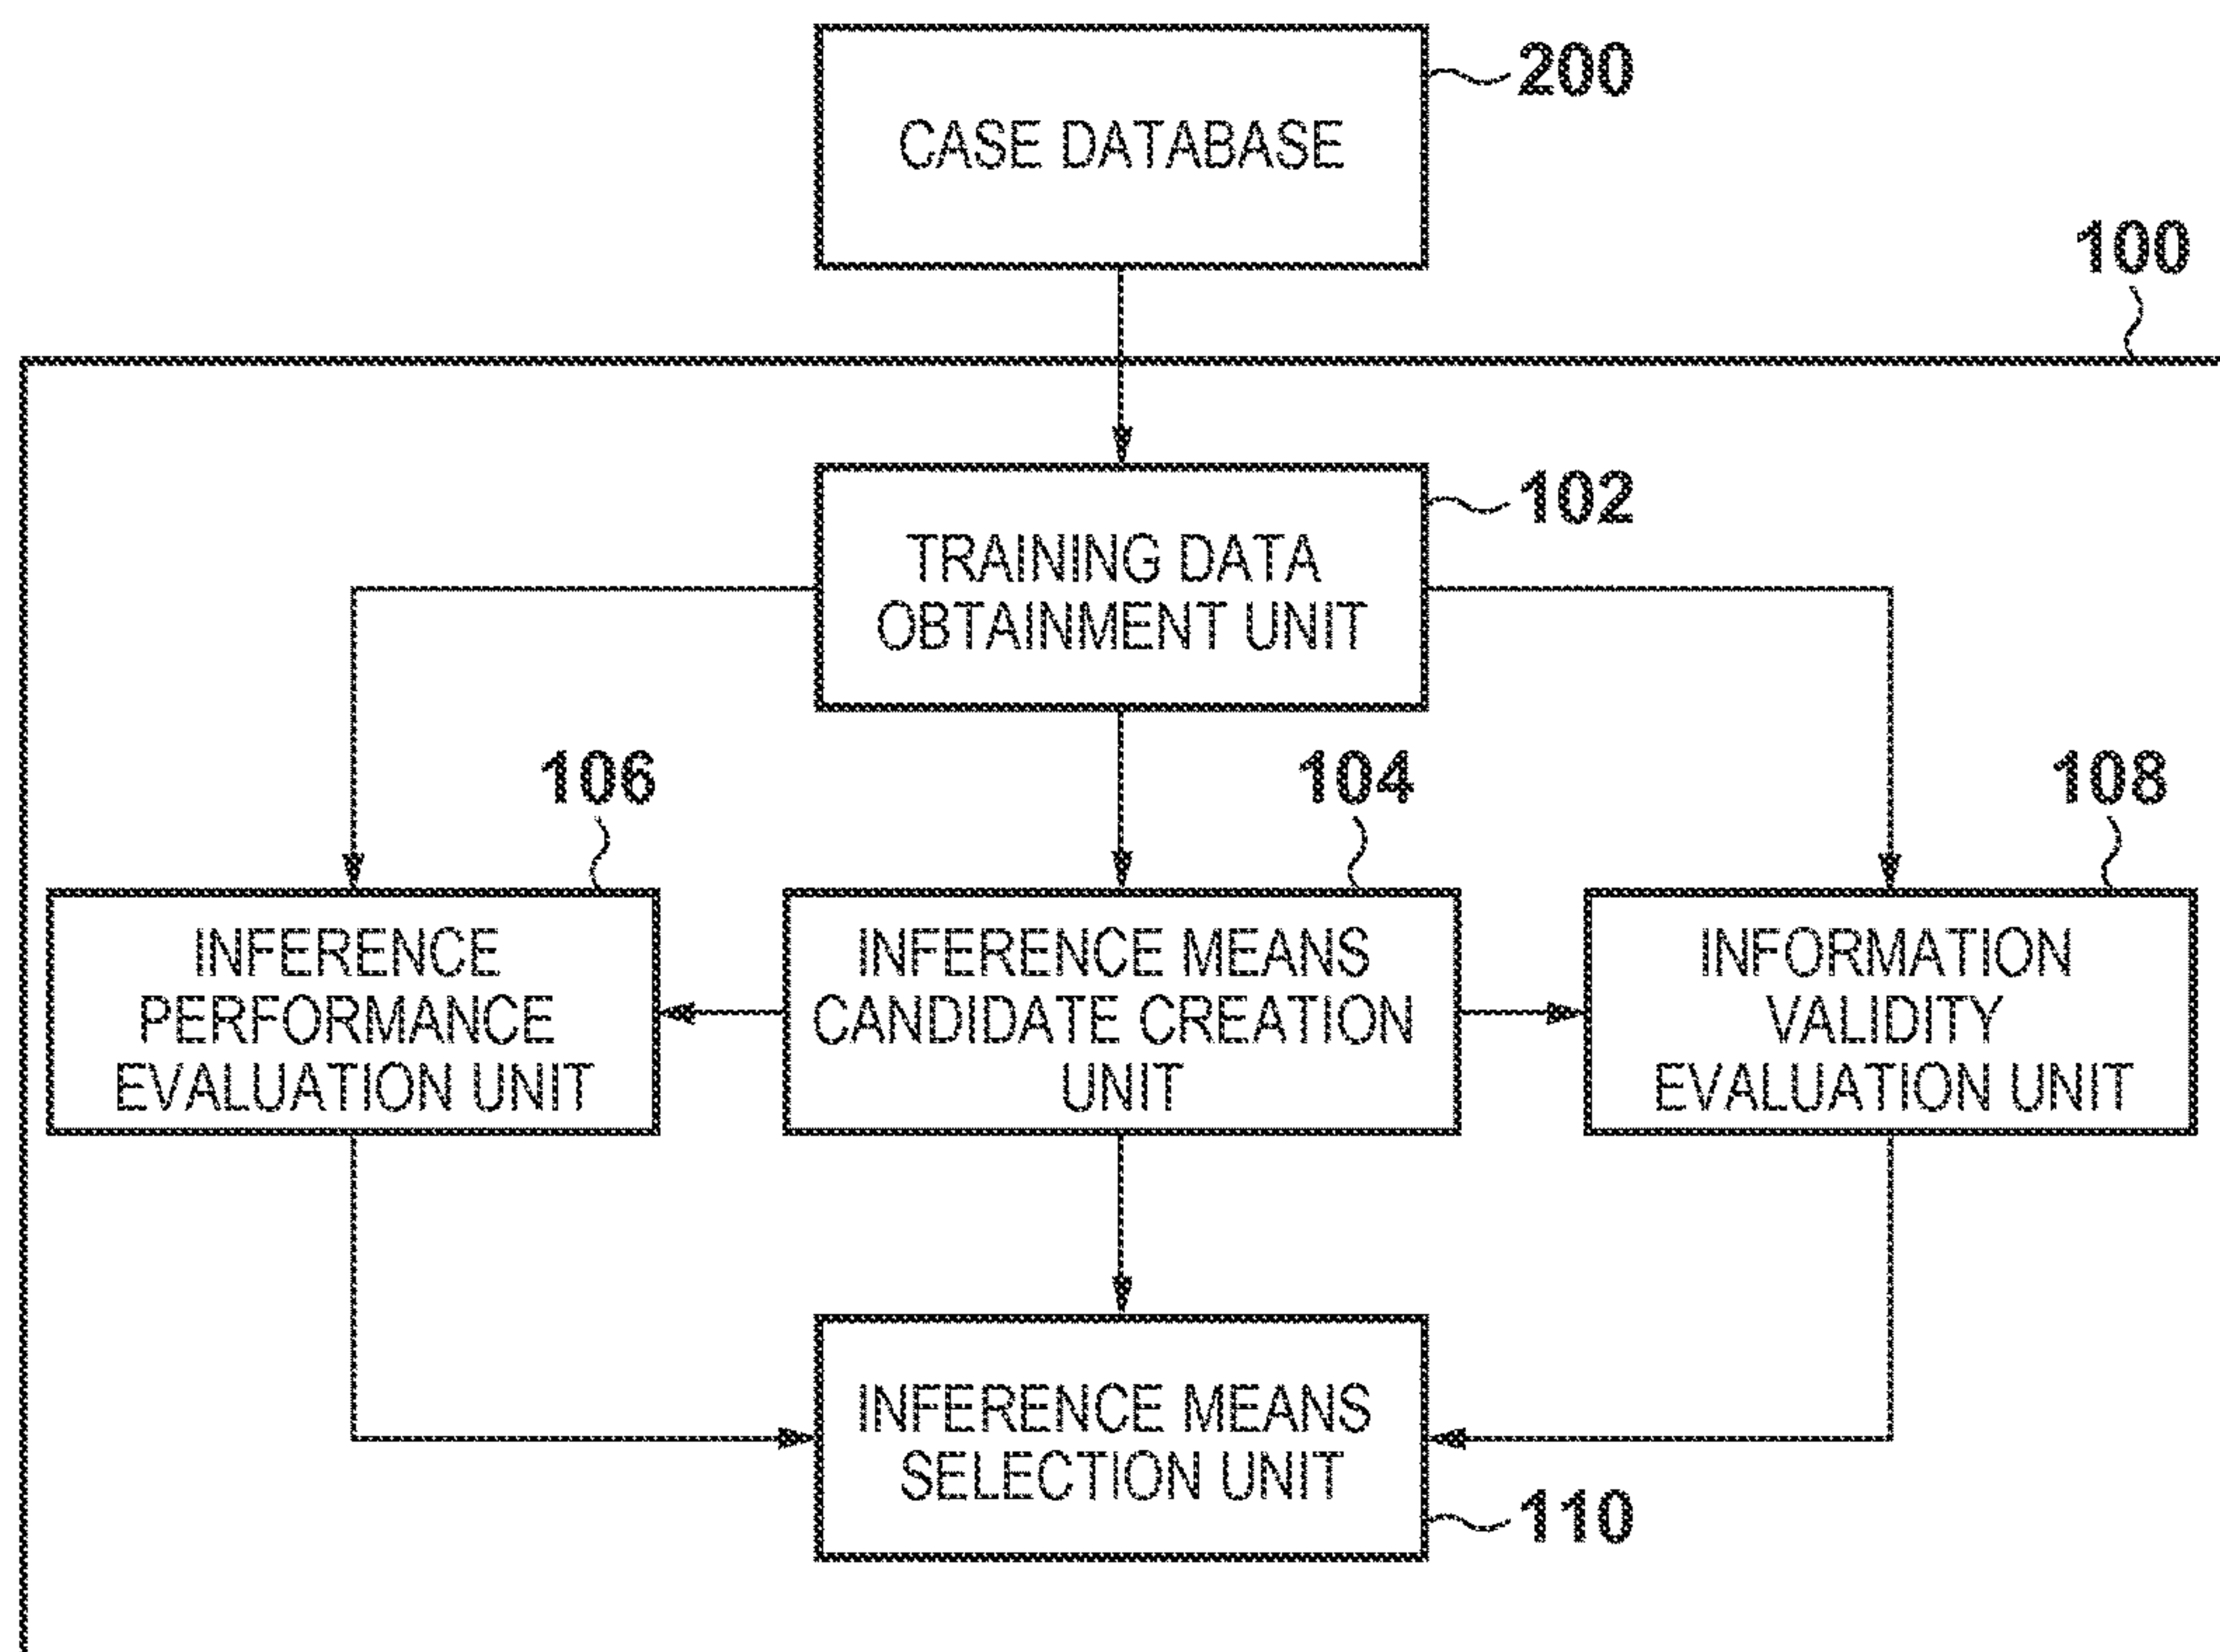 200
CASE DATABASE
100
102
TRAINING DATA
OBTAINMENT UNIT
106
104
108
INFERENCE
PERFORMANCE
EVALUATION UNIT
INFERENCE MEANS
CANDIDATE CREATION
UNIT
INFORMATION
VALIDITY
EVALUATION UNIT
INFERENCE MEANS
SELECTION UNIT
110